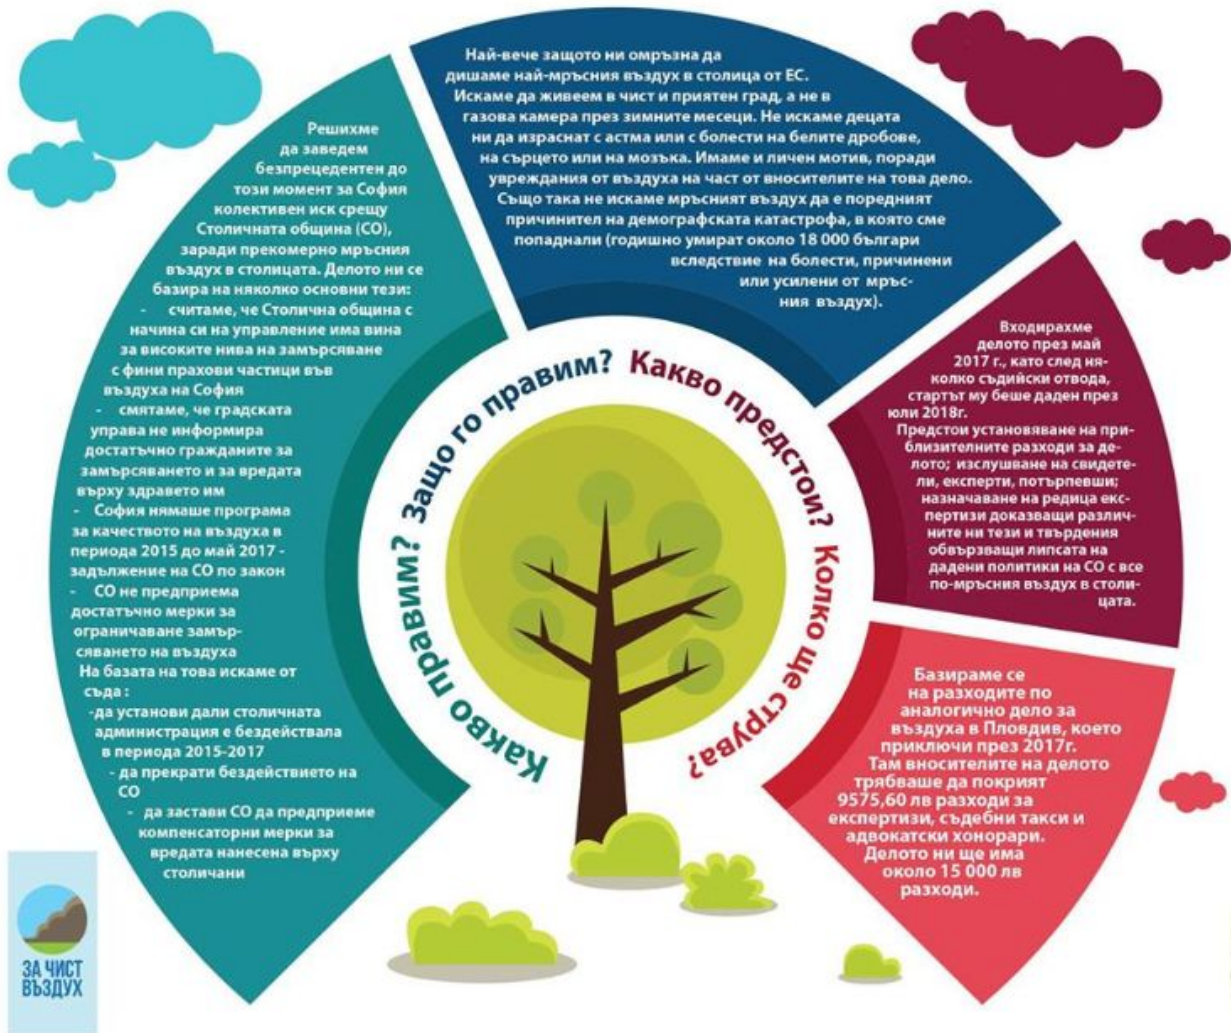 Решихме
да заведем
безпрецедентен до
този момент за София
колективен иск срещу
Столичната община (СО),
заради прекомерно мръсния
въздух в столицата. Делото ни се
базира на няколко основни тези:
- считаме, че Столична община с
начина си на управление има вина
за високите нива на замърсяване
с фини прахови частици във
въздуха на София
- смятаме, че градската
управа не информира
достатъчно гражданите за
замърсяването и за вредата
върху здравето им
- София нямаше програма
за качеството на въздуха в
периода 2015 до май 2017 -
задължение на СО по закон
- СО не предприема
достатъчно мерки за
ограничаване замър-
сяването на въздуха
На базата на това искаме от
съда :
-да установи дали столичната
администрация е бездействала
в периода 2015-2017
- да прекрати бездействието на
СО
- да застави СО да предприеме
компенсаторни мерки за
вредата нанесена върху
столичани
Най-вече защото ни омръзна да
дишаме най-мръсния въздух в столица от ЕС.
Искаме да живеем в чист и приятен град, а не в
газова камера през зимните месеци. Не искаме децата
ни да израснат с астма или с болести на белите дробове,
на сърцето или на мозъка. Имаме и личен мотив, поради
увреждания от въздуха на част от вносителите на това дело.
Също така не искаме мръсният въздух да е поредният
причинител на демографската катастрофа, в която сме
попаднали (годишно умират около 18 000 българи
вследствие на болести, причинени
или усилени от мръс-
ния въздух).
Входирахме
делото през май
2017 г., като след ня-
колко съдийски отвода,
стартът му беше даден през
юли 2018г.
Предстои установяване на при-
близителните разходи за де-
лото; изслушване на свидете-
ли, експерти, потърпевши;
назначаване на редица екс-
пертизи доказващи различ-
ните ни тези и твърдения
обвързващи липсата на
дадени политики на СО с все
по-мръсния въздух в столи-
цата.
Базираме се
на разходите по
аналогично дело за
въздуха в Пловдив, което
приключи през 2017г.
Там вносителите на делото
трябваше да покрият
9575,60 лв разходи за
експертизи, съдебни такси и
адвокатски хонорари.
Делото ни ще има
около 15 000 лв
разходи.
Какво правим?
Защо го правим?
Какво предстои?
Колко ще струва?
ЗА ЧИСТ
ВЪЗДУХ